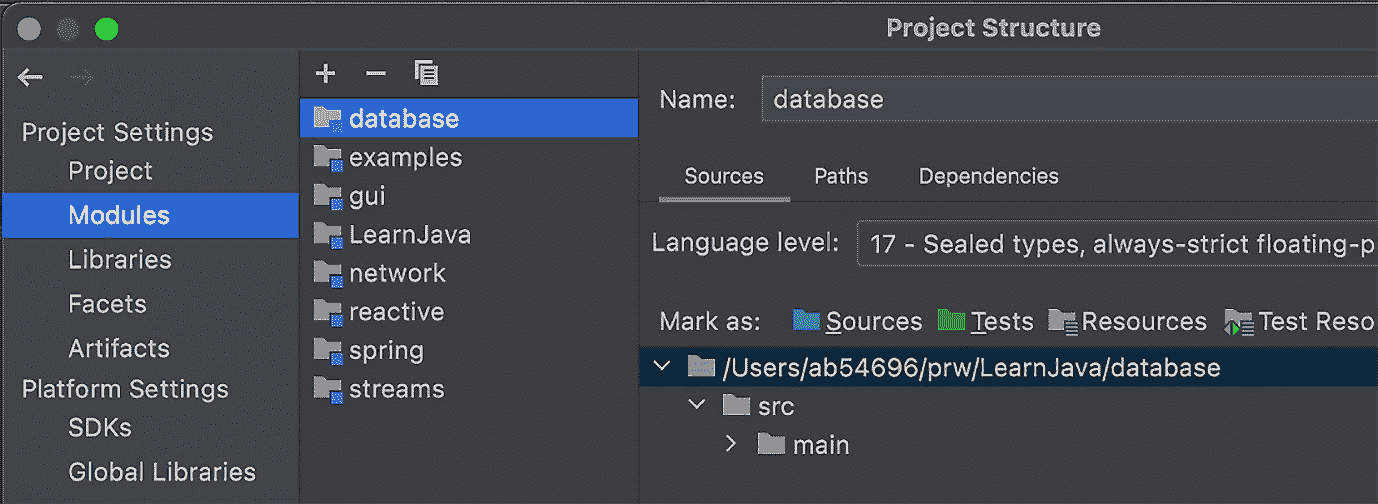 Project Structure
Project Settings
Project
Modules
Libraries
Facets
Artifacts
Platform Settings
SDKs
Global Libraries
database
examples
gui
LearnJava
network
reactive
spring
streams
Name: database
Sources Paths Dependencies
Language level: 17 - Sealed types, always-strict floating-p
Mark as: Sources Tests Resources Test Reso
/Users/ab54696/prw/LearnJava/database
src
main